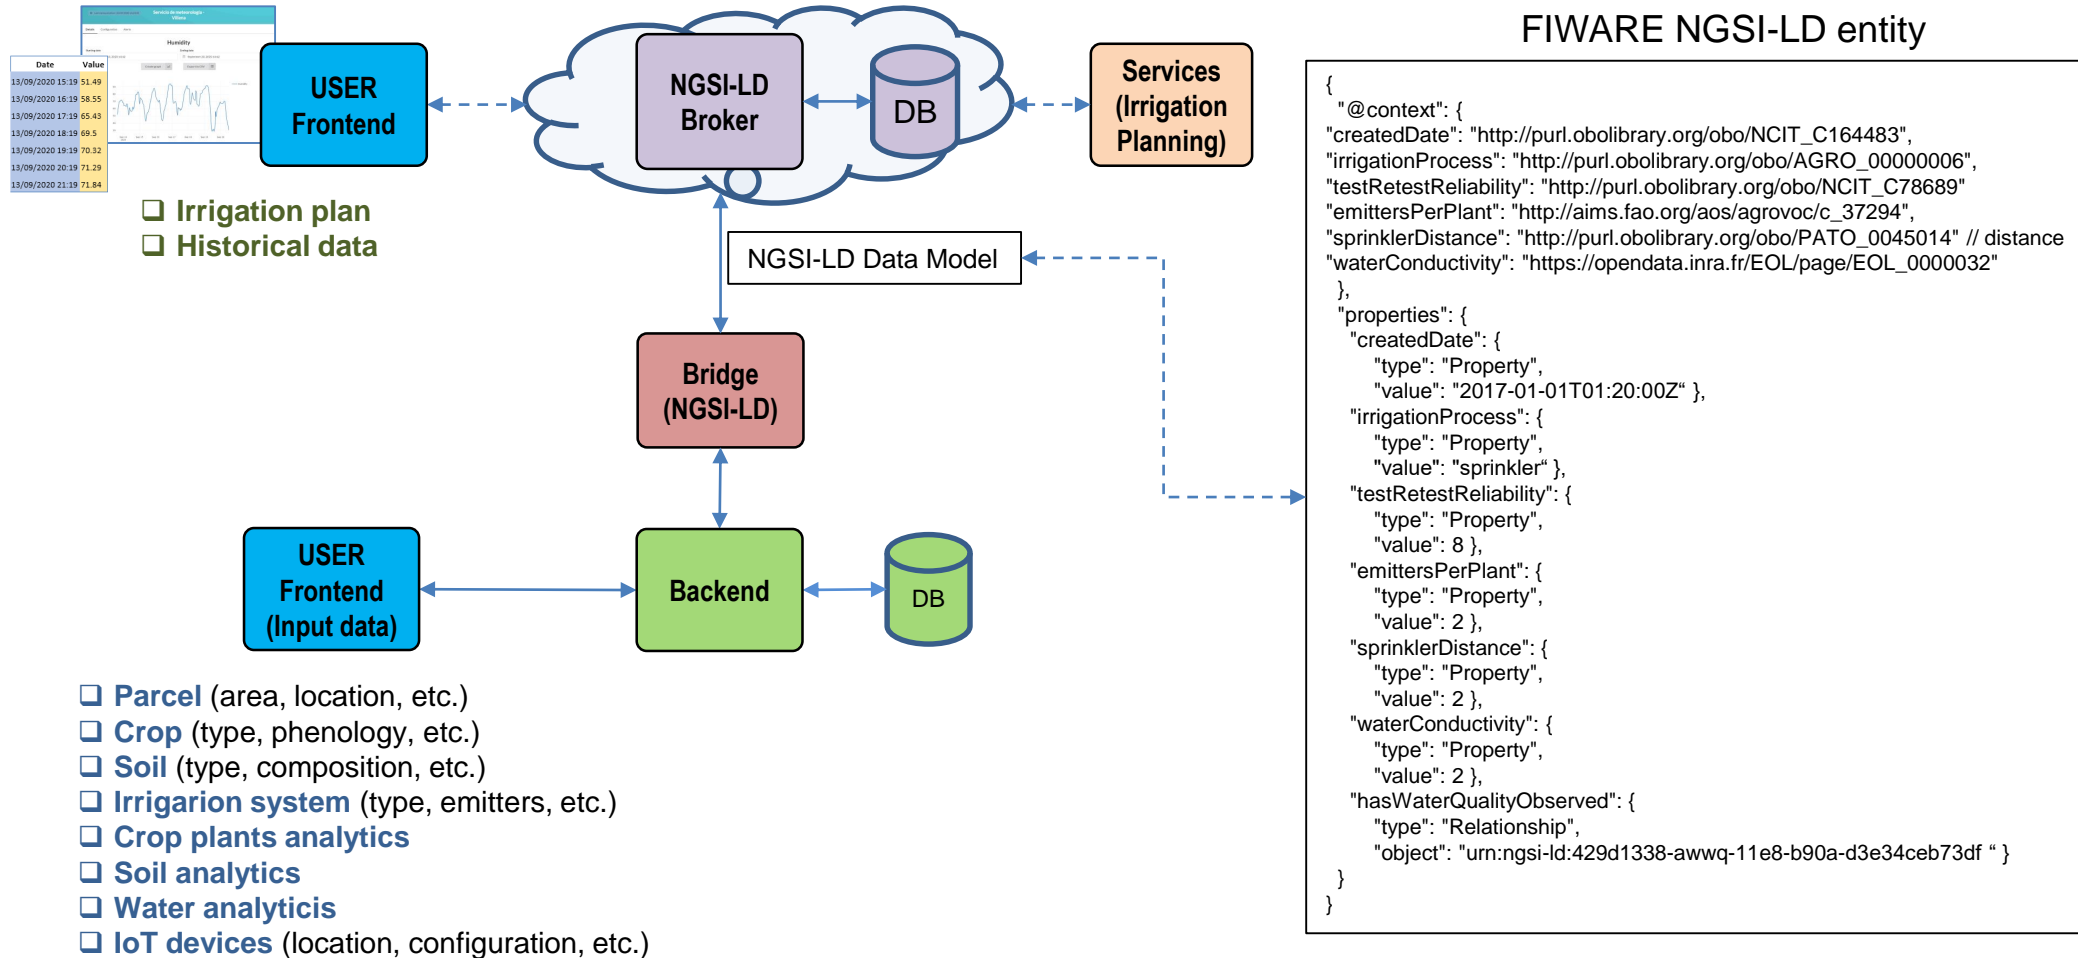 Servicio de meteorología
Villena
Humidity
Date Value
13/09/2020 15:19 51.49
13/09/2020 16:19 58.55
13/09/2020 17:19 65.43
13/09/2020 18:19 69.5
13/09/2020 19:19 70.32
13/09/2020 20:19 71.29
13/09/2020 21:19 71.84
USER
Frontend
NGSI-LD
Broker
DB
Services
(Irrigation
Planning)
Irrigation plan
Historical data
NGSI-LD Data Model
Bridge
(NGSI-LD)
USER
Frontend
(Input data)
Backend
DB
Parcel (area, location, etc.)
Crop (type, phenology, etc.)
Soil (type, composition, etc.)
Irrigarion system (type, emitters, etc.)
Crop plants analytics
Soil analytics
Water analyticis
IoT devices (location, configuration, etc.)
FIWARE NGSI-LD entity
{
"@context": {
"createdDate": "http://purl.obolibrary.org/obo/NCIT_C164483",
"irrigationProcess": "http://purl.obolibrary.org/obo/AGRO_00000006",
"testRetestReliability": "http://purl.obolibrary.org/obo/NCIT_C78689"
"emittersPerPlant": "http://aims.fao.org/aos/agrovoc/c_37294",
"sprinklerDistance": "http://purl.obolibrary.org/obo/PATO_0045014" // distance
"waterConductivity": "https://opendata.inra.fr/EOL/page/EOL_0000032"
},
"properties": {
"createdDate": {
"type": "Property",
"value": "2017-01-01T01:20:00Z“ },
"irrigationProcess": {
"type": "Property",
"value": "sprinkler“ },
"testRetestReliability": {
"type": "Property",
"value": 8 },
"emittersPerPlant": {
"type": "Property",
"value": 2 },
"sprinklerDistance": {
"type": "Property",
"value": 2 },
"waterConductivity": {
"type": "Property",
"value": 2 },
"hasWaterQualityObserved": {
"type": "Relationship",
"object": "urn:ngsi-ld:429d1338-awwq-11e8-b90a-d3e34ceb73df “ }
}
}